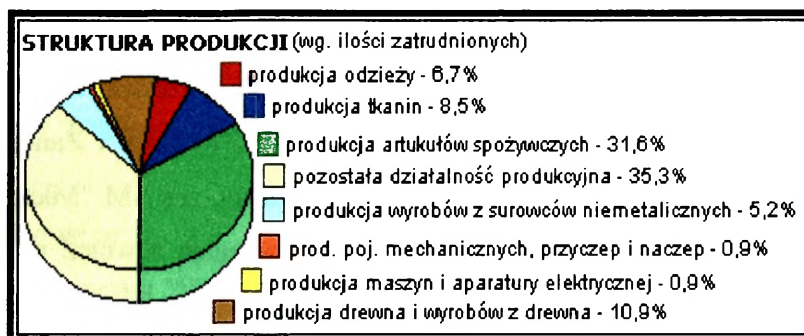 STRUKTURA PRODUKCJI (wg. ilości zatrudnionych)
produkcja odzieży - 6,7%
produkcja tkanin - 8,5%
produkcja artukułów spożywczych - 31,6%
pozostała działalność produkcyjna - 35,3%
produkcja wyrobów z surowców niemetalicznych - 5,2%
prod. poj. mechanicznych, przyczep i naczep - 0,9%
produkcja maszyn i aparatury elektrycznej - 0,9%
produkcja drewna i wyrobów z drewna - 10,9%